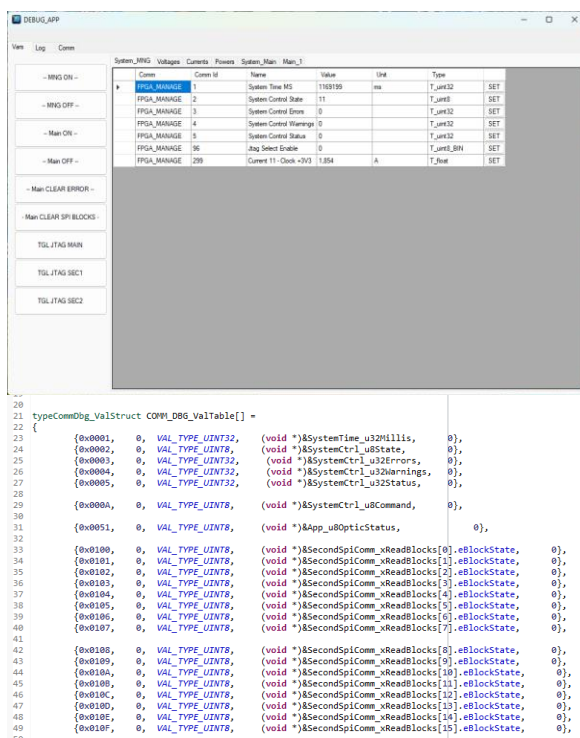 DEBUG_APP
Vars Log Comm
System_MNG Voltages Currents Powers System_Main Main_1
-- MNG ON --
-- MNG OFF --
-- Main ON --
-- Main OFF --
-- Main CLEAR ERROR --
-- Main CLEAR SPI BLOCKS --
TGL JTAG MAIN
TGL JTAG SEC1
TGL JTAG SEC2
Comm Comm Id Name Value Unit Type
FPGA_MANAGE 1 System Time MS 1169199 ms T_uint32 SET
FPGA_MANAGE 2 System Control State 11 T_uint8 SET
FPGA_MANAGE 3 System Control Errors 0 T_uint32 SET
FPGA_MANAGE 4 System Control Warnings 0 T_uint32 SET
FPGA_MANAGE 5 System Control Status 0 T_uint32 SET
FPGA_MANAGE 96 Jtag Select Enable 0 T_uint8_BIN SET
FPGA_MANAGE 299 Current 11 - Clock +3V3 1,854 A T_float SET
20
21 typeCommDbg_ValStruct COMM_DBG_ValTable[] =
22 {
23 {0x0001, 0, VAL_TYPE_UINT32, (void *)&SystemTime_u32Millis, 0},
24 {0x0002, 0, VAL_TYPE_UINT8, (void *)&SystemCtrl_u8State, 0},
25 {0x0003, 0, VAL_TYPE_UINT32, (void *)&SystemCtrl_u32Errors, 0},
26 {0x0004, 0, VAL_TYPE_UINT32, (void *)&SystemCtrl_u32Warnings, 0},
27 {0x0005, 0, VAL_TYPE_UINT32, (void *)&SystemCtrl_u32Status, 0},
28
29 {0x000A, 0, VAL_TYPE_UINT8, (void *)&SystemCtrl_u8Command, 0},
30
31 {0x0051, 0, VAL_TYPE_UINT8, (void *)&App_u8OpticStatus, 0},
32
33 {0x0100, 0, VAL_TYPE_UINT8, (void *)&SecondSpiComm_xReadBlocks[0].eBlockState, 0},
34 {0x0101, 0, VAL_TYPE_UINT8, (void *)&SecondSpiComm_xReadBlocks[1].eBlockState, 0},
35 {0x0102, 0, VAL_TYPE_UINT8, (void *)&SecondSpiComm_xReadBlocks[2].eBlockState, 0},
36 {0x0103, 0, VAL_TYPE_UINT8, (void *)&SecondSpiComm_xReadBlocks[3].eBlockState, 0},
37 {0x0104, 0, VAL_TYPE_UINT8, (void *)&SecondSpiComm_xReadBlocks[4].eBlockState, 0},
38 {0x0105, 0, VAL_TYPE_UINT8, (void *)&SecondSpiComm_xReadBlocks[5].eBlockState, 0},
39 {0x0106, 0, VAL_TYPE_UINT8, (void *)&SecondSpiComm_xReadBlocks[6].eBlockState, 0},
40 {0x0107, 0, VAL_TYPE_UINT8, (void *)&SecondSpiComm_xReadBlocks[7].eBlockState, 0},
41
42 {0x0108, 0, VAL_TYPE_UINT8, (void *)&SecondSpiComm_xReadBlocks[8].eBlockState, 0},
43 {0x0109, 0, VAL_TYPE_UINT8, (void *)&SecondSpiComm_xReadBlocks[9].eBlockState, 0},
44 {0x010A, 0, VAL_TYPE_UINT8, (void *)&SecondSpiComm_xReadBlocks[10].eBlockState, 0},
45 {0x010B, 0, VAL_TYPE_UINT8, (void *)&SecondSpiComm_xReadBlocks[11].eBlockState, 0},
46 {0x010C, 0, VAL_TYPE_UINT8, (void *)&SecondSpiComm_xReadBlocks[12].eBlockState, 0},
47 {0x010D, 0, VAL_TYPE_UINT8, (void *)&SecondSpiComm_xReadBlocks[13].eBlockState, 0},
48 {0x010E, 0, VAL_TYPE_UINT8, (void *)&SecondSpiComm_xReadBlocks[14].eBlockState, 0},
49 {0x010F, 0, VAL_TYPE_UINT8, (void *)&SecondSpiComm_xReadBlocks[15].eBlockState, 0},